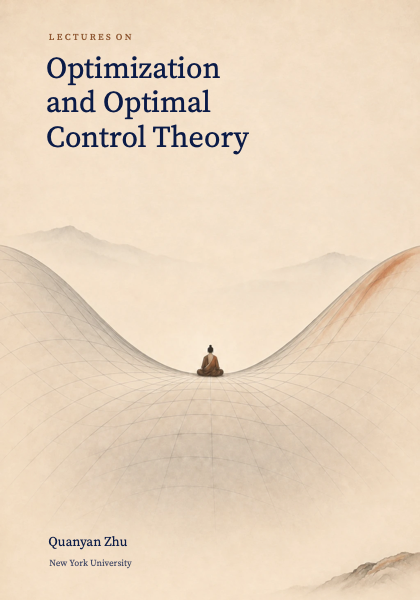 LECTURES ON
Optimization
and Optimal
Control Theory
Quanyan Zhu
New York University